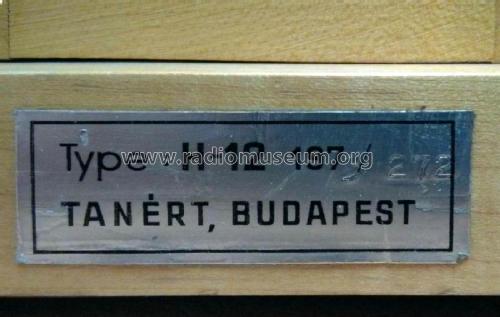 Type H-12 197 / 272
www.radiomuseum.org
TANÉRT, BUDAPEST